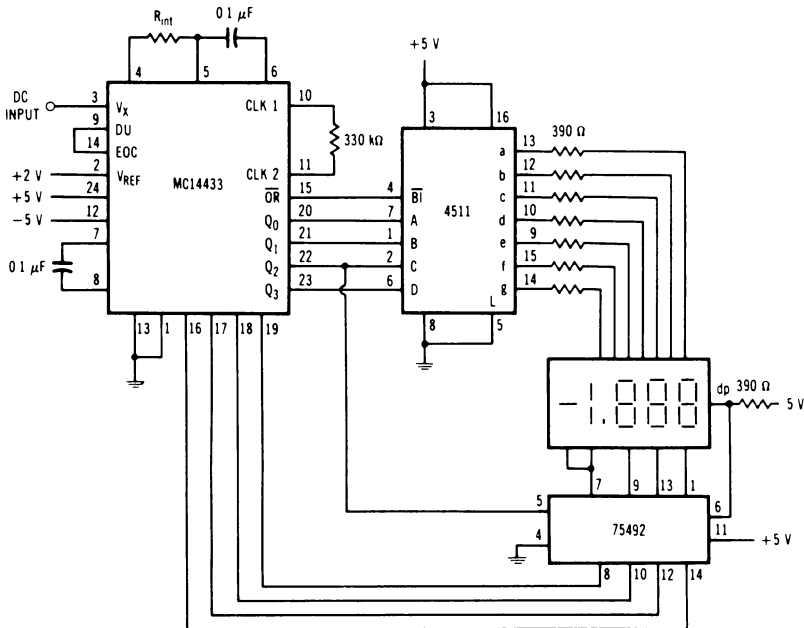 R int
0 1 μF
4
5
6
DC INPUT
3
V X
9
DU
14
EOC
+2 V
2
V REF
+5 V
24
−5 V
12
7
0 1 μF
8
MC14433
CLK 1
10
330 kΩ
CLK 2
11
OR
15
Q0
20
Q1
21
Q2
22
Q3
23
13
1
16
17
18
19
+5 V
3
16
4
BI
7
A
1
B
2
C
6
D
4511
a
13
390 Ω
b
12
c
11
d
10
e
9
f
15
g
14
L
8
5
−1.888
dp
390 Ω
5 V
7
9
13
1
5
4
75492
6
11
+5 V
8
10
12
14